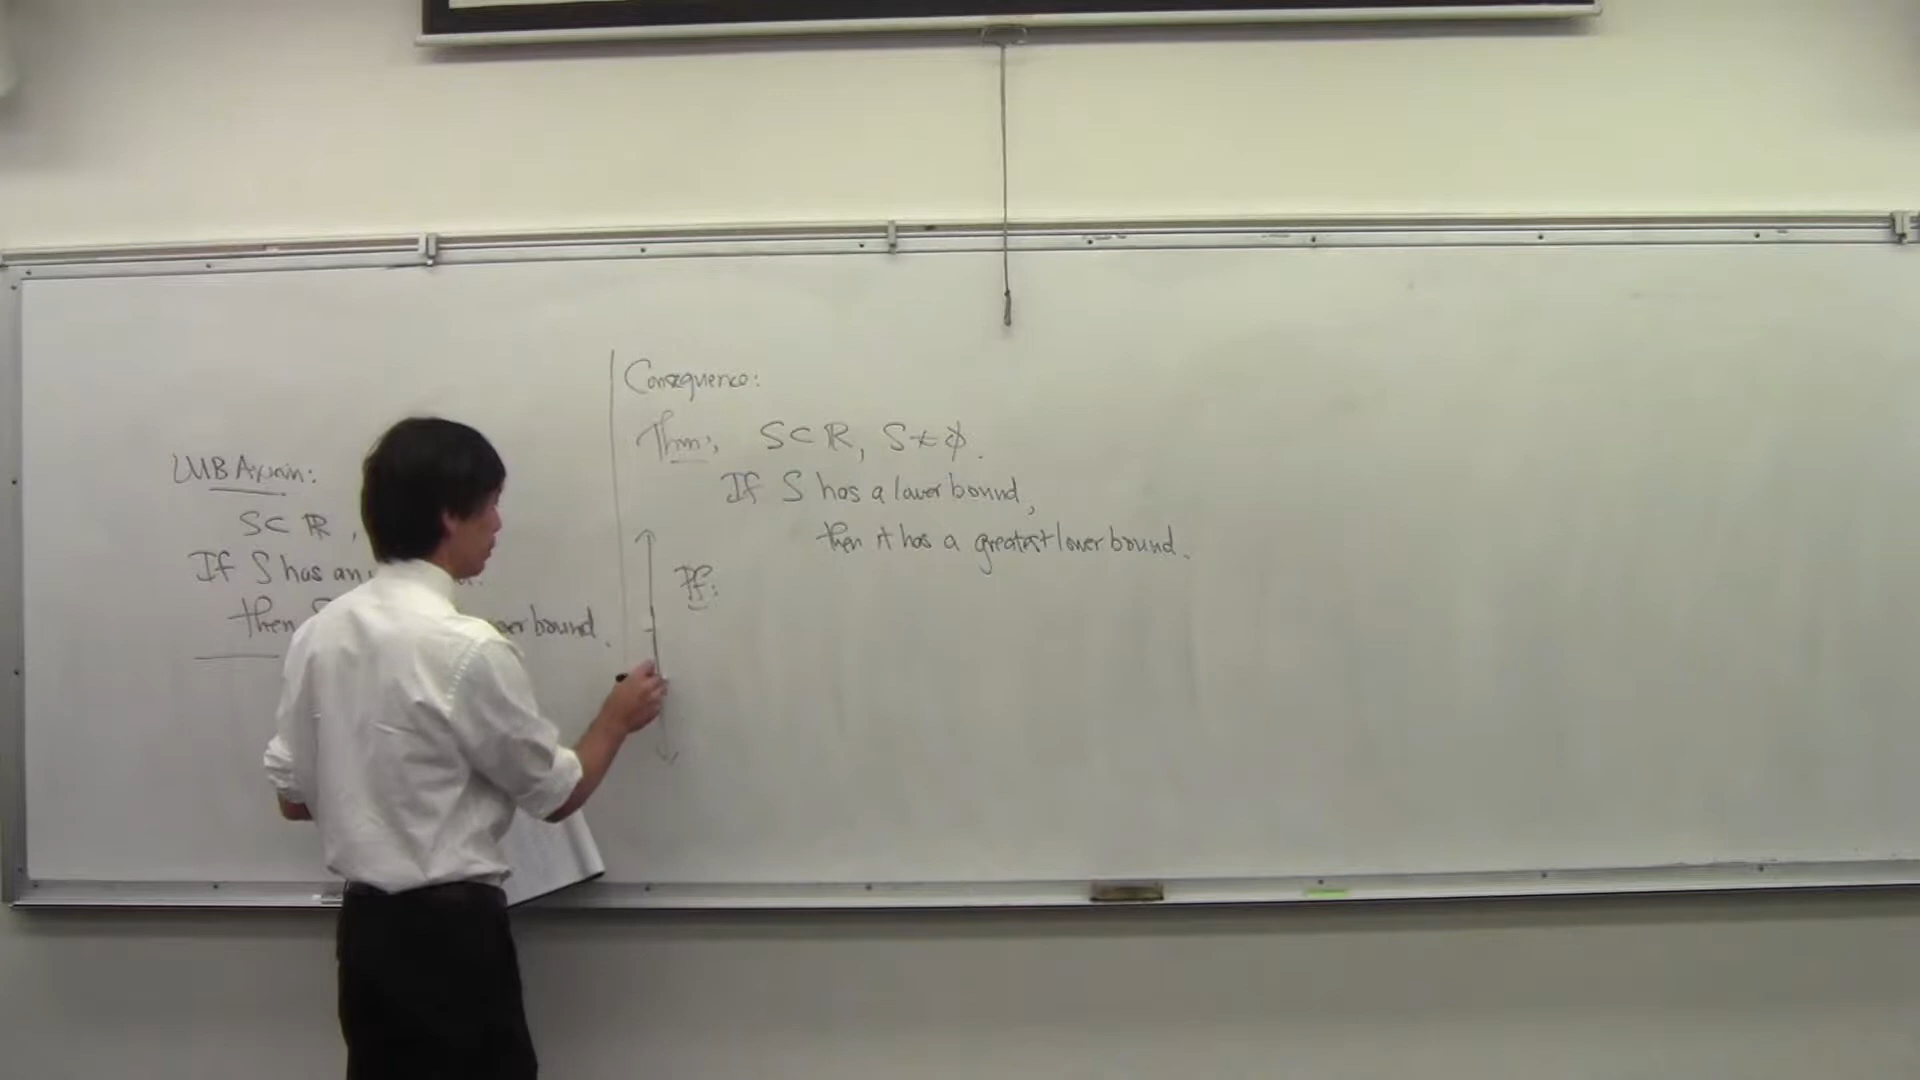 LUB Axiom:
S⊂ ℝ ,
If S has an
then
bound.
Consequence:
Thm: S⊂ℝ, S≠∅.
If S has a lower bound,
then it has a greatest lower bound.
Pf: